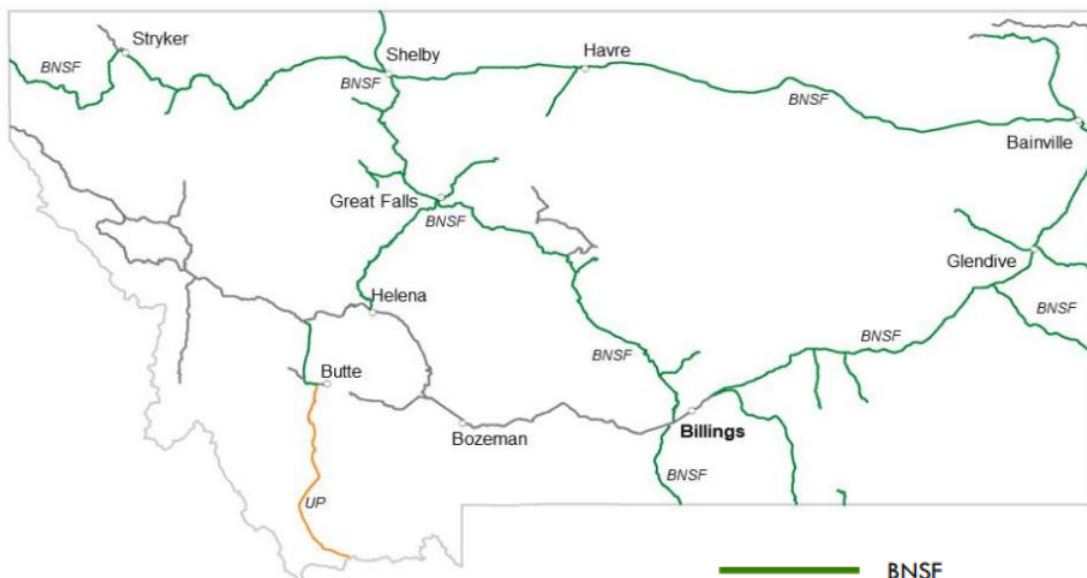 Stryker
BNSF
Shelby
BNSF
Havre
BNSF
Bainville
Great Falls
BNSF
Glendive
BNSF
Helena
BNSF
BNSF
Butte
Bozeman
Billings
BNSF
UP
BNSF